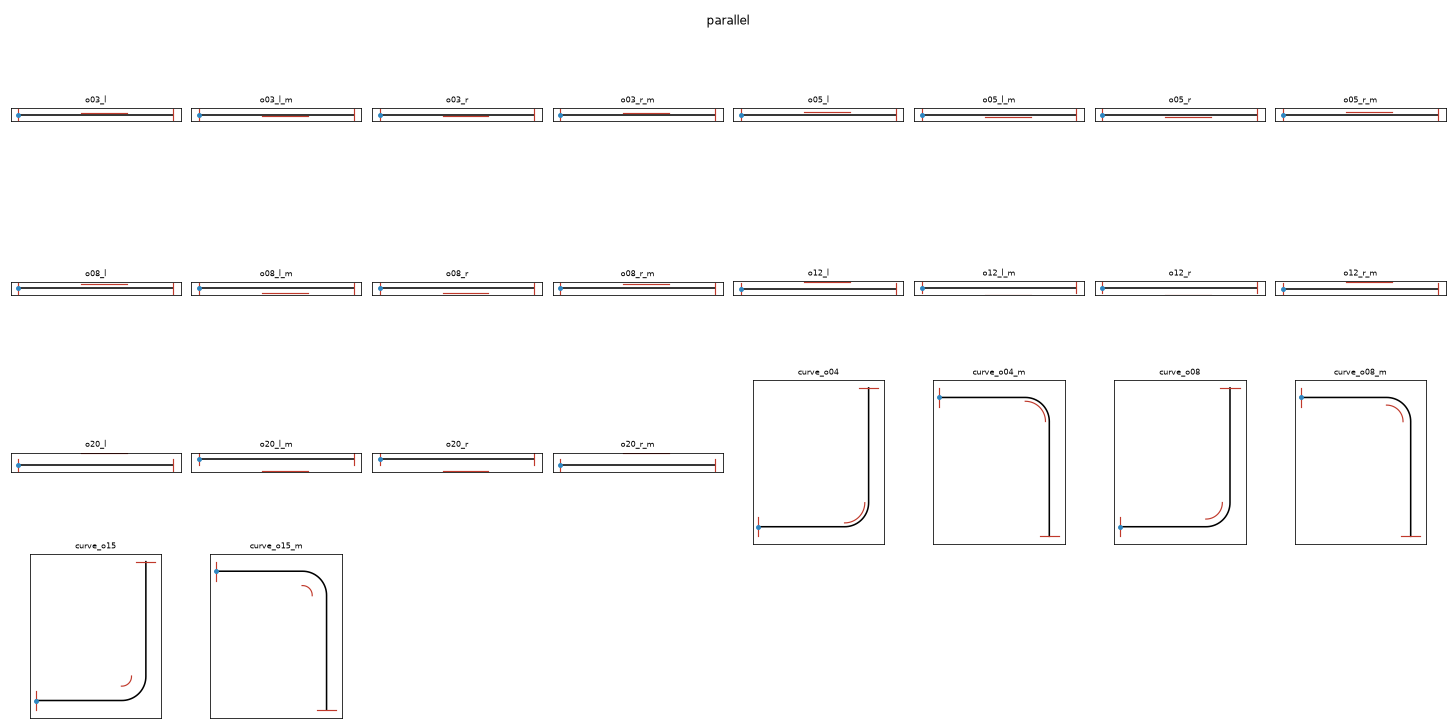 parallel
o03_l o03_l_m o03_r o03_r_m o05_l o05_l_m o05_r o05_r_m
o08_l o08_l_m o08_r o08_r_m o12_l o12_l_m o12_r o12_r_m
o20_l o20_l_m o20_r o20_r_m curve_o04 curve_o04_m curve_o08 curve_o08_m
curve_o15 curve_o15_m